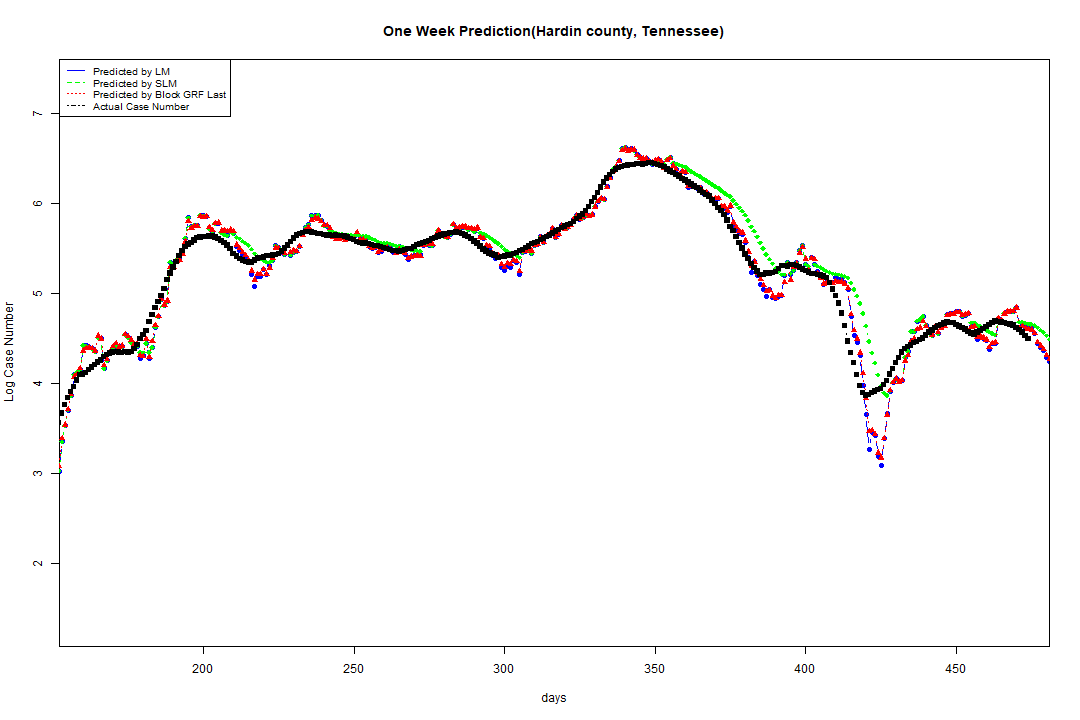 One Week Prediction(Hardin county, Tennessee)
Predicted by LM
Predicted by SLM
Predicted by Block GRF Last
Actual Case Number
Log Case Number
7
6
5
4
3
2
200 250 300 350 400 450
days